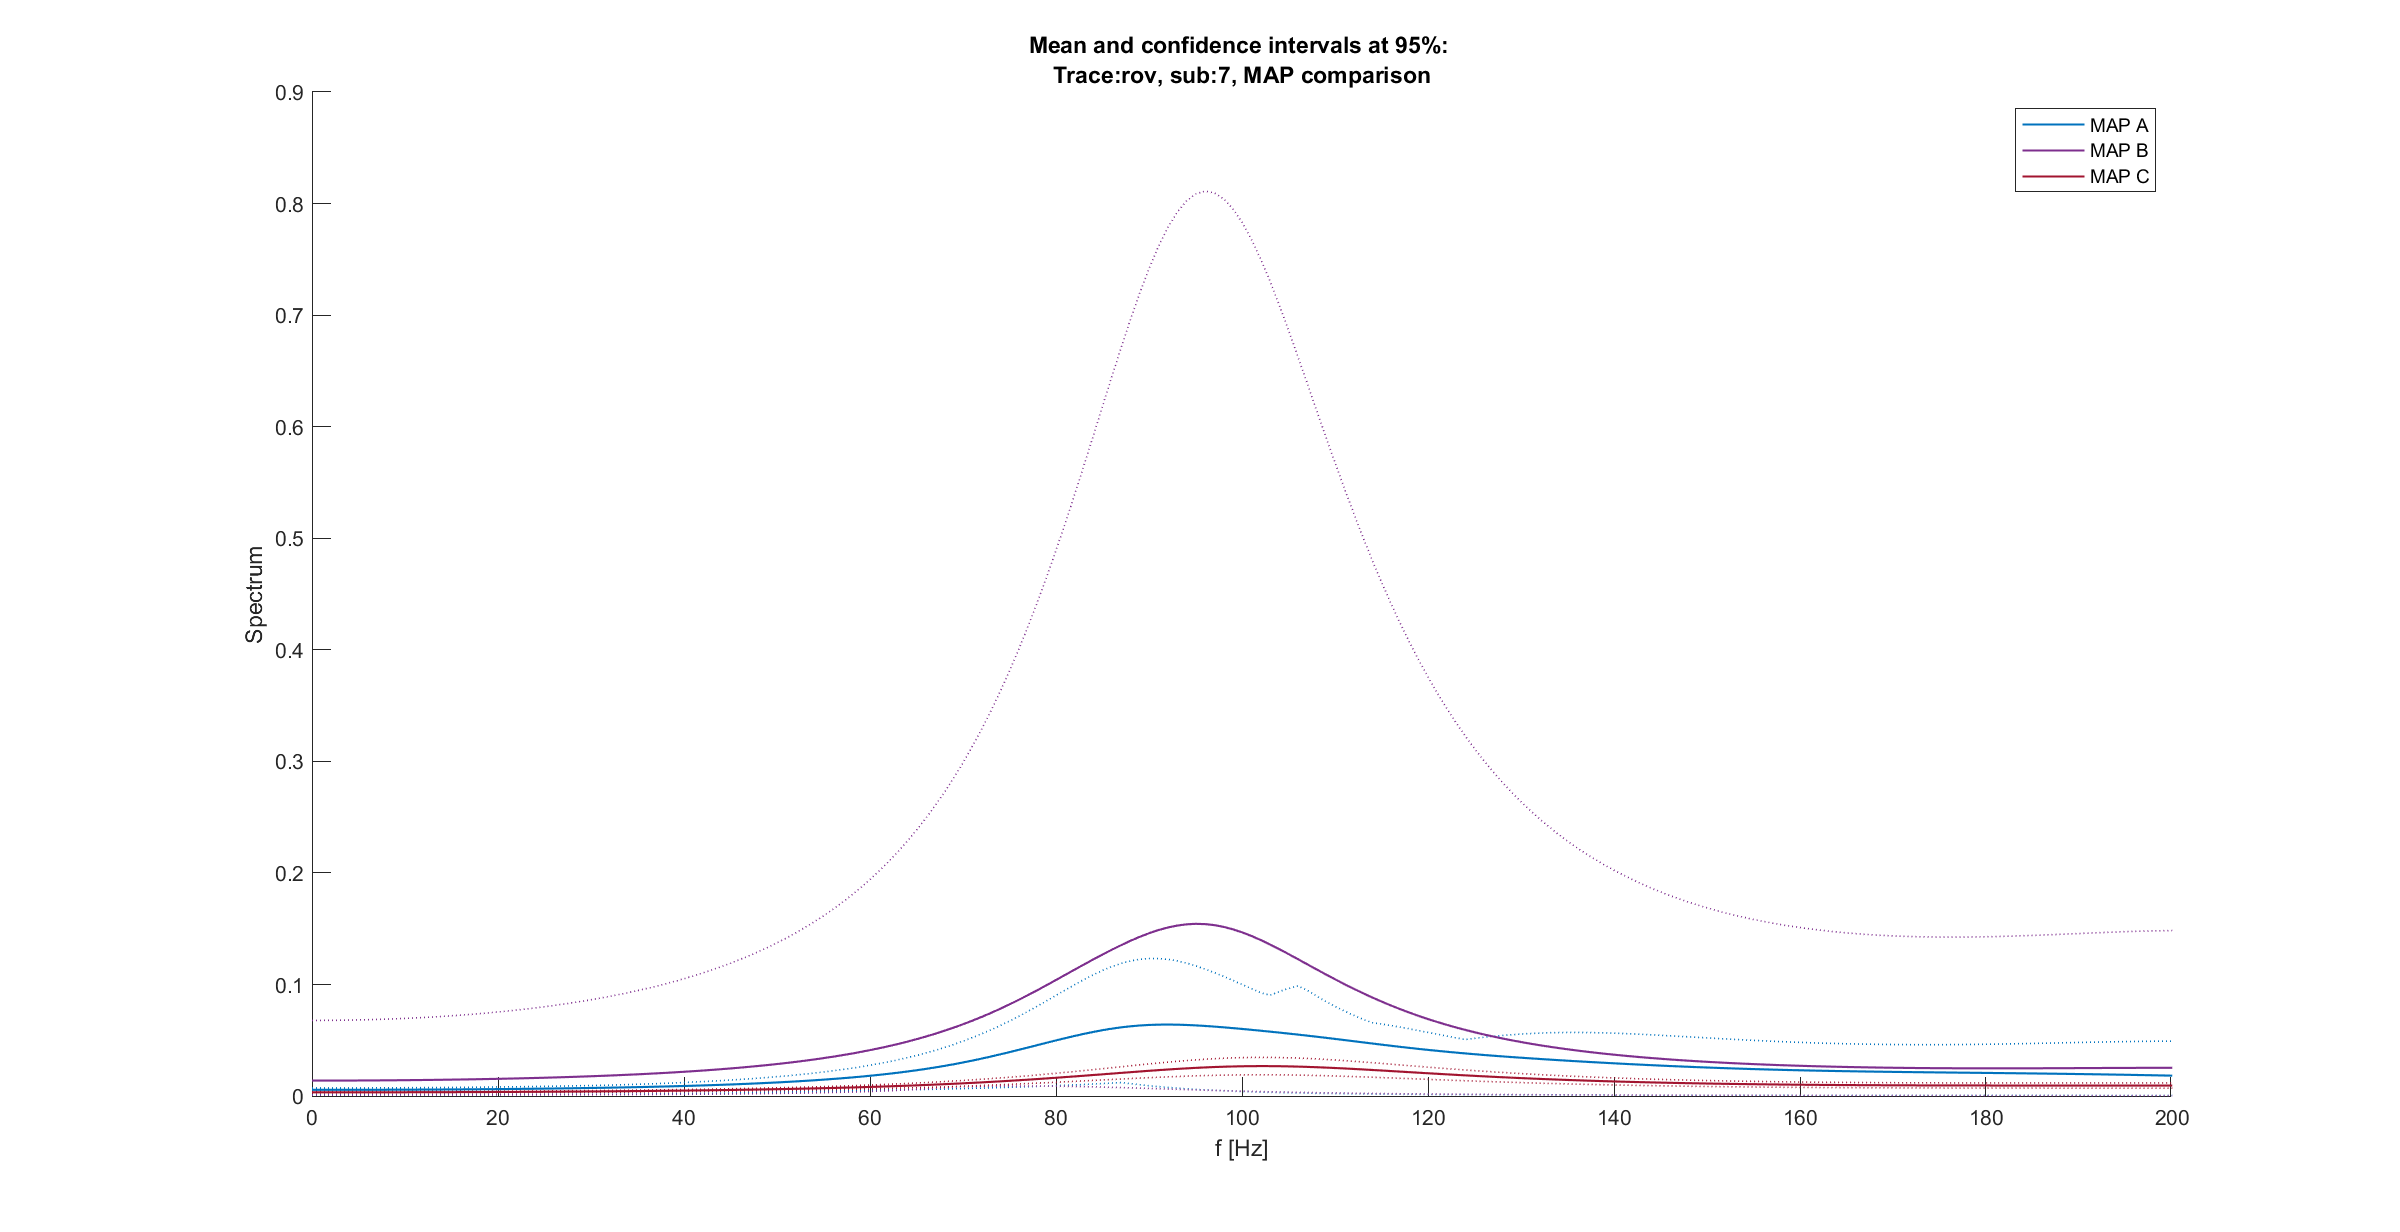 Mean and confidence intervals at 95%:
Trace:rov, sub:7, MAP comparison
MAP A
MAP B
MAP C
0.9
0.8
0.7
0.6
0.5
0.4
0.3
0.2
0.1
0
Spectrum
0 20 40 60 80 100 120 140 160 180 200
f [Hz]